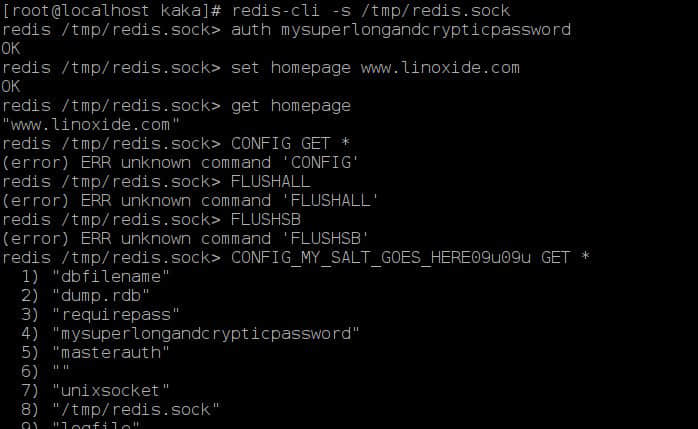 [root@localhost kaka]# redis-cli -s /tmp/redis.sock
redis /tmp/redis.sock> auth mysuperlongandcrypticpassword
OK
redis /tmp/redis.sock> set homepage www.linoxide.com
OK
redis /tmp/redis.sock> get homepage
"www.linoxide.com"
redis /tmp/redis.sock> CONFIG GET *
(error) ERR unknown command 'CONFIG'
redis /tmp/redis.sock> FLUSHALL
(error) ERR unknown command 'FLUSHALL'
redis /tmp/redis.sock> FLUSHSB
(error) ERR unknown command 'FLUSHSB'
redis /tmp/redis.sock> CONFIG_MY_SALT_GOES_HERE09u09u GET *
1) "dbfilename"
2) "dump.rdb"
3) "requirepass"
4) "mysuperlongandcrypticpassword"
5) "masterauth"
6) ""
7) "unixsocket"
8) "/tmp/redis.sock"
9) "logfile"